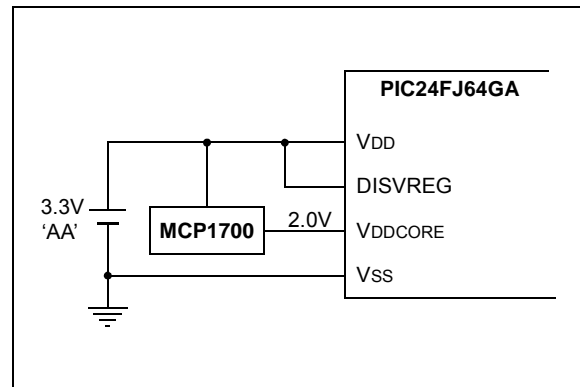 PIC24FJ64GA
VDD
DISVREG
3.3V
'AA'
MCP1700
2.0V
VDDCORE
VSS